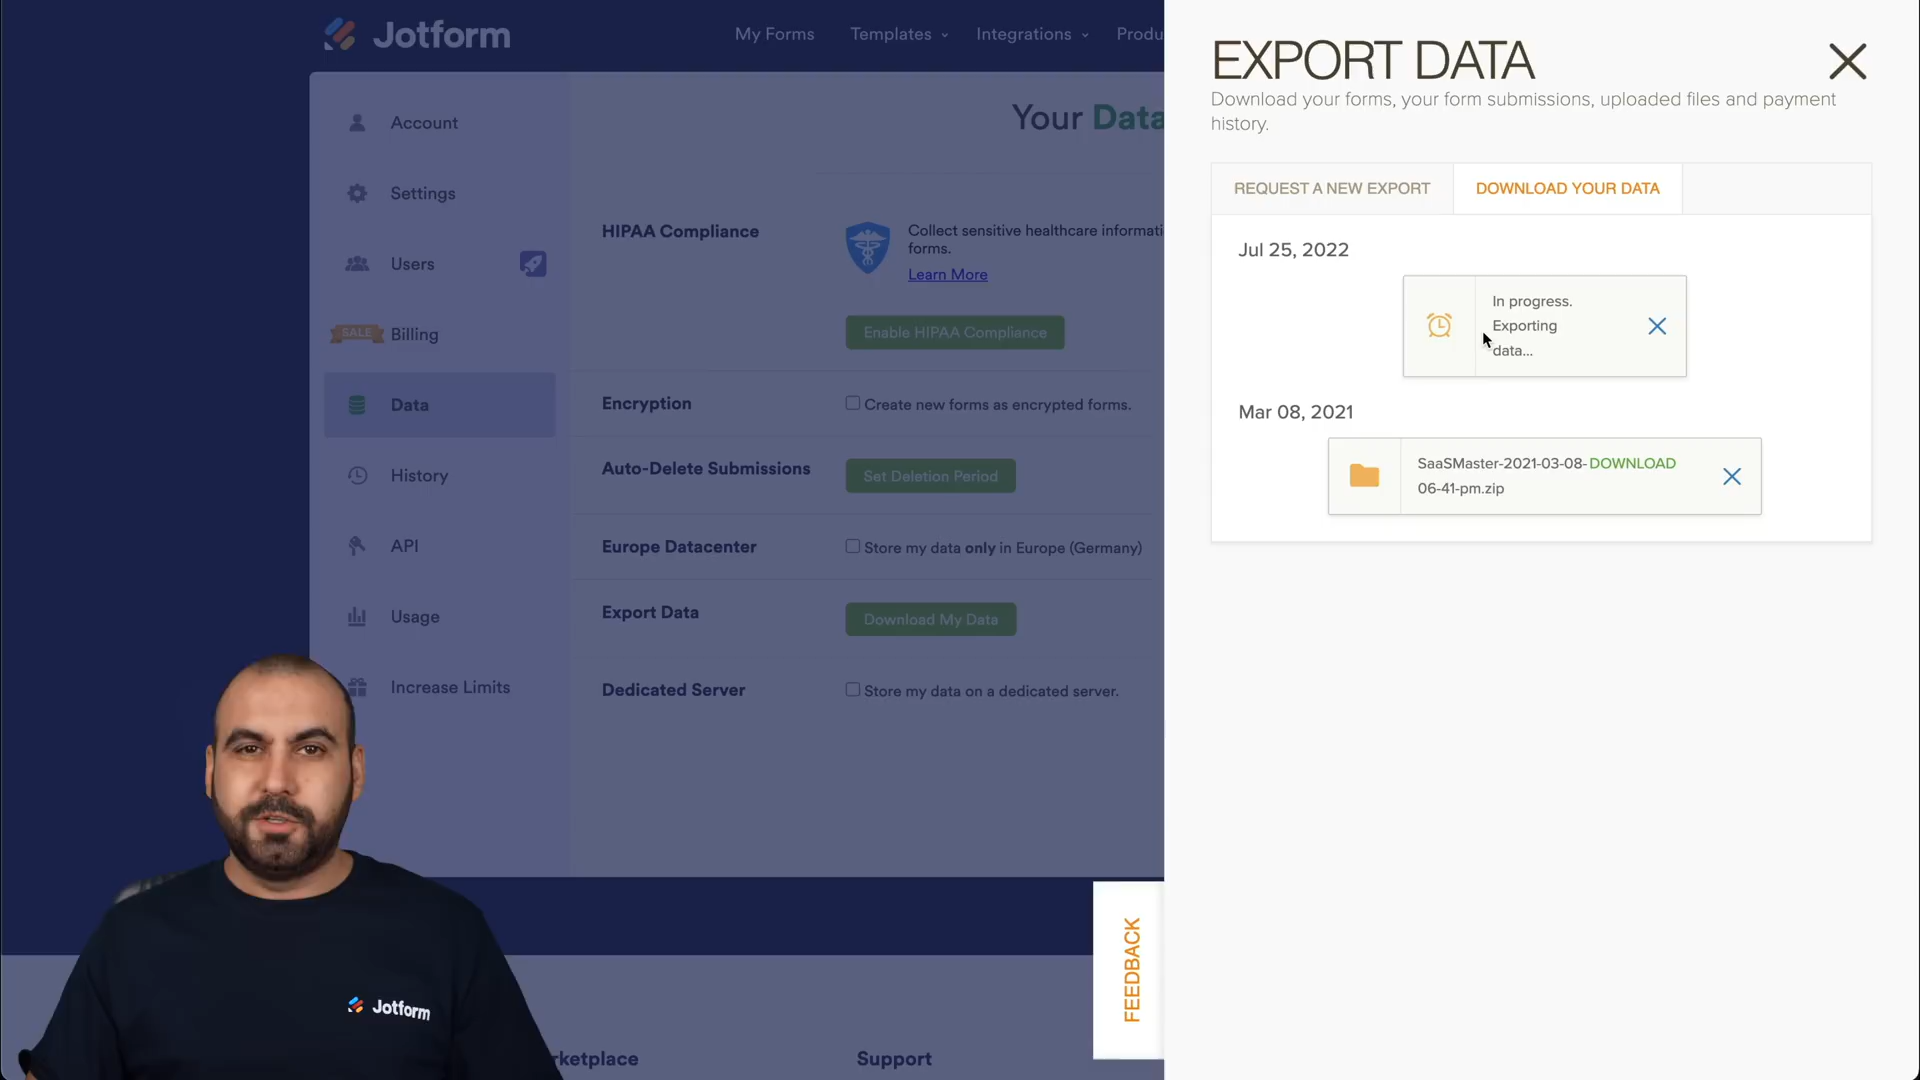 Jotform
My Forms
Templates
Integrations
Produ
Account
Settings
Users
SALE
Billing
Data
History
API
Usage
Increase Limits
Your Data
HIPAA Compliance
Collect sensitive healthcare informati
forms.
Learn More
Enable HIPAA Compliance
Encryption
Create new forms as encrypted forms.
Auto-Delete Submissions
Set Deletion Period
Europe Datacenter
Store my data only in Europe (Germany)
Export Data
Download My Data
Dedicated Server
Store my data on a dedicated server.
EXPORT DATA
Download your forms, your form submissions, uploaded files and payment
history.
REQUEST A NEW EXPORT
DOWNLOAD YOUR DATA
Jul 25, 2022
In progress.
Exporting
data...
Mar 08, 2021
SaaSMaster-2021-03-08-DOWNLOAD
06-41-pm.zip
FEEDBACK
Jotform
rketplace
Support